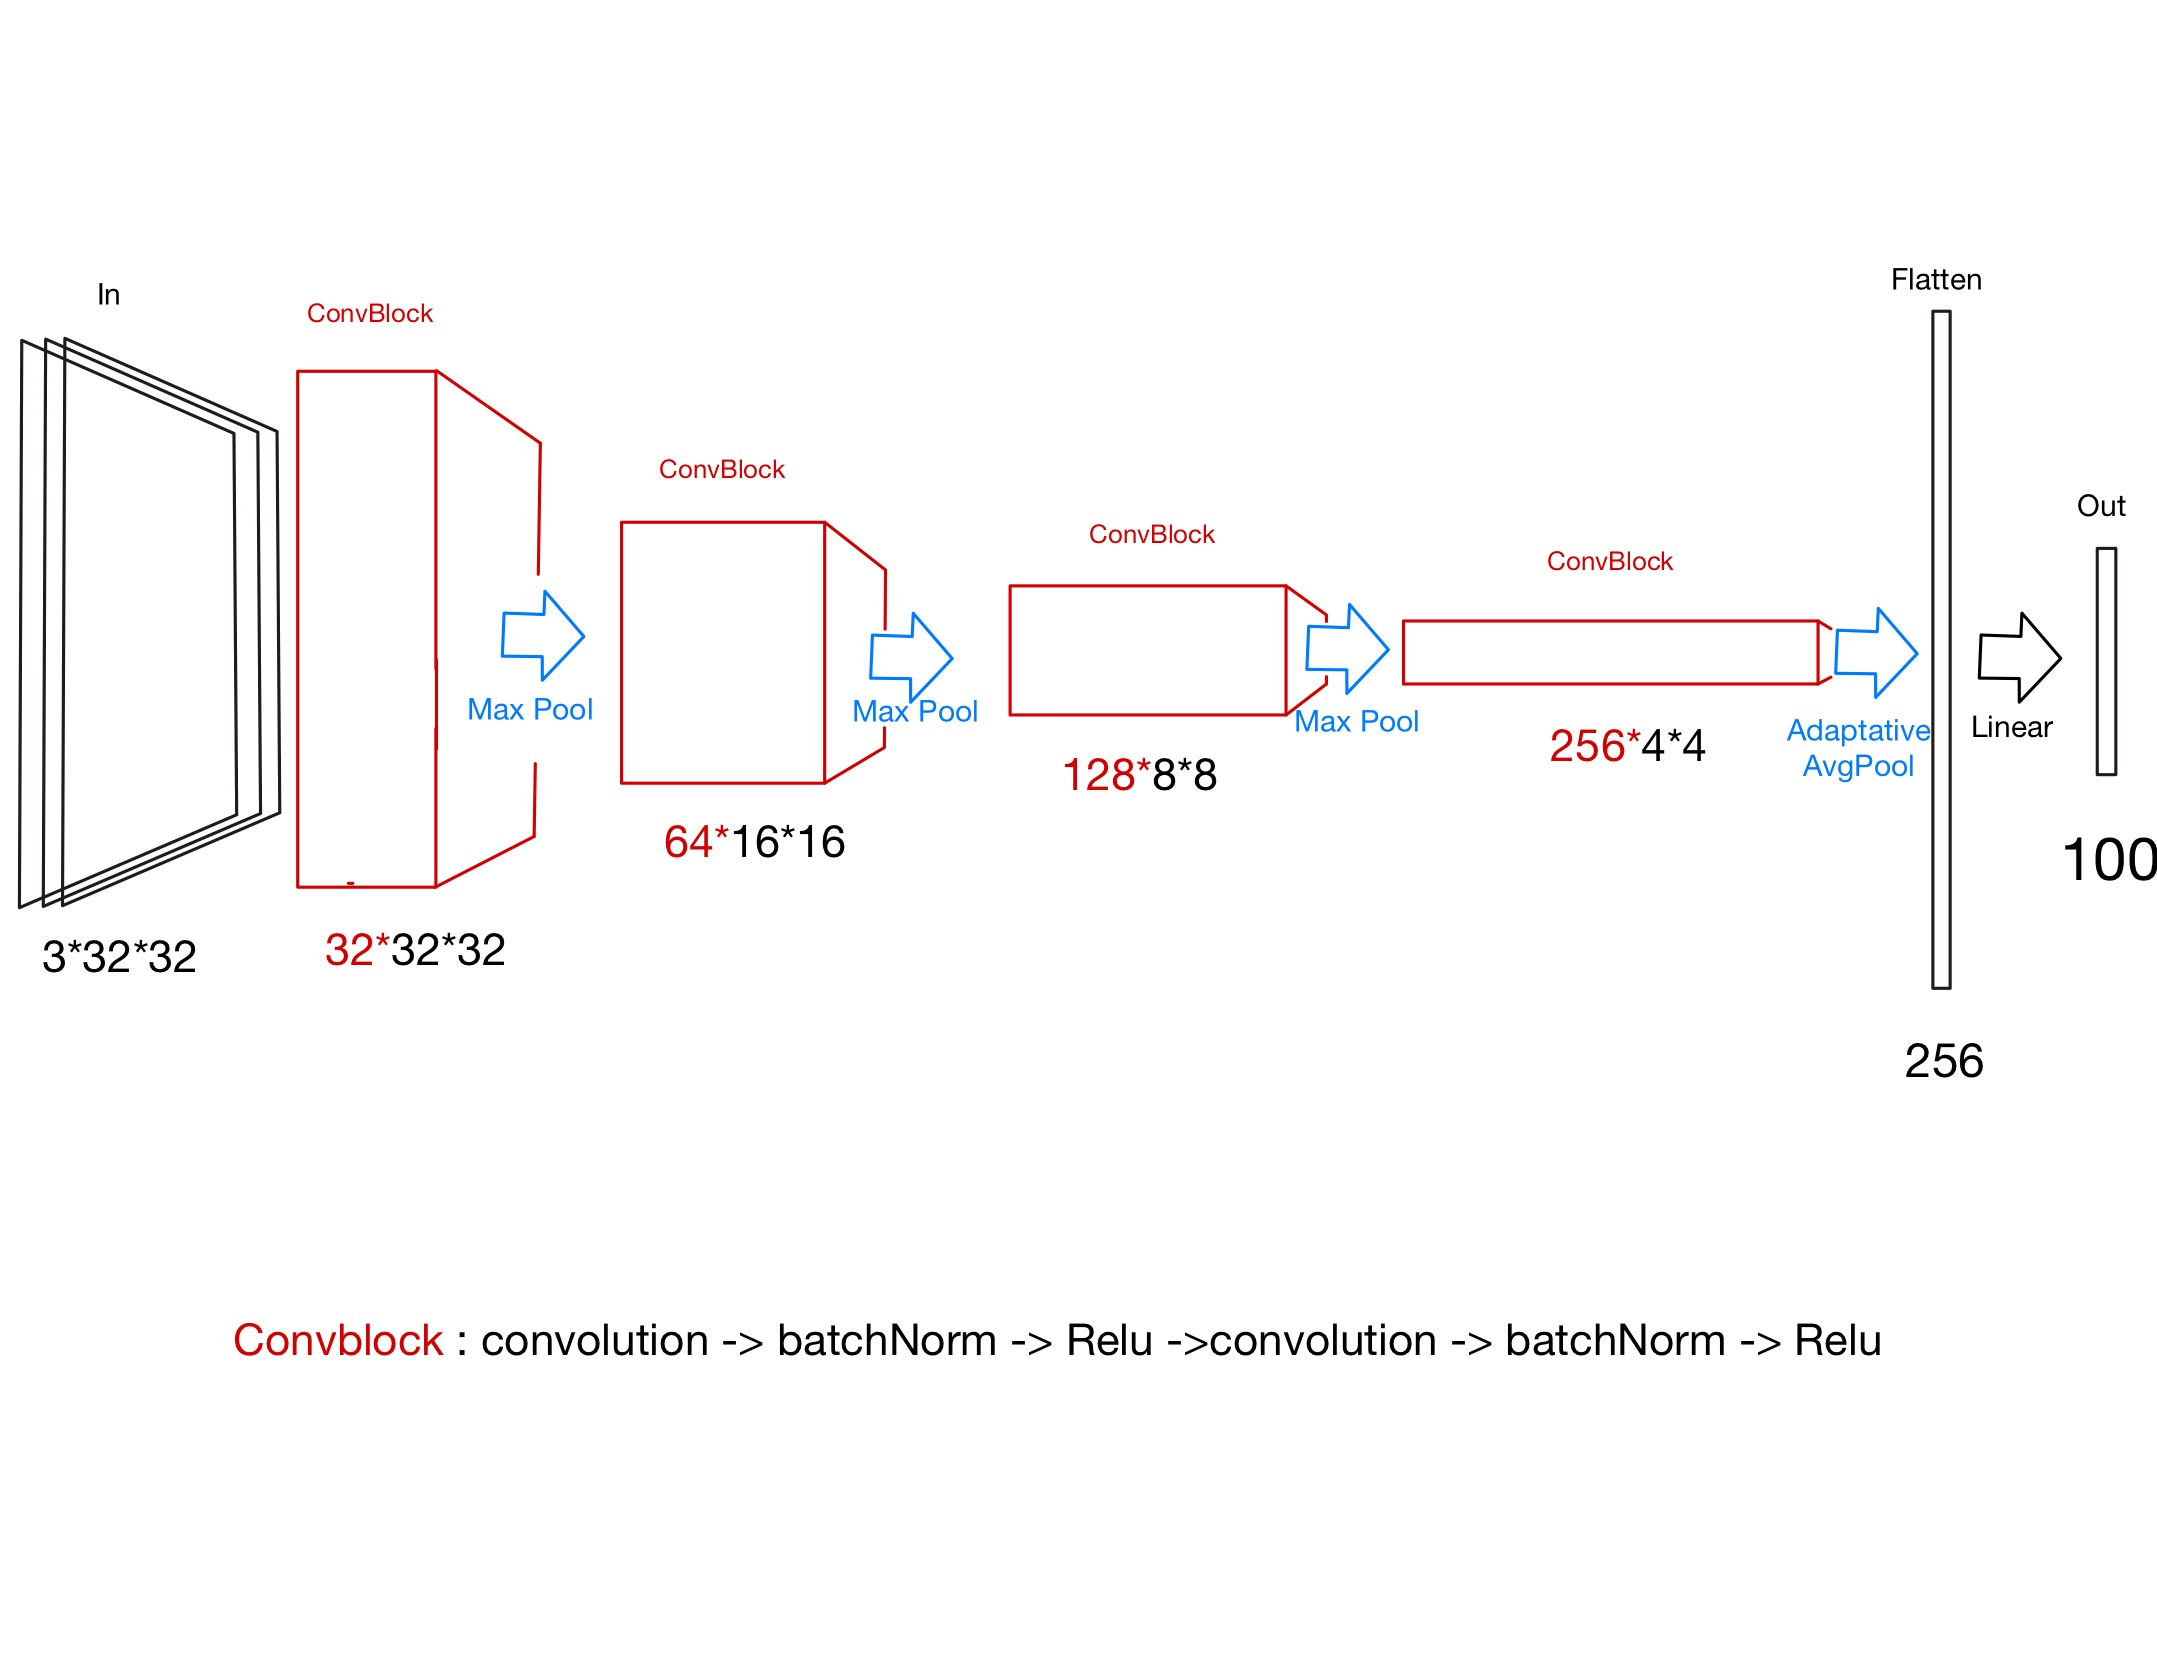 In
ConvBlock
3*32*32
32*32*32
Max Pool
ConvBlock
64*16*16
Max Pool
ConvBlock
128*8*8
Max Pool
ConvBlock
256*4*4
Adaptative
AvgPool
Flatten
256
Linear
Out
100
Convblock : convolution -> batchNorm -> Relu ->convolution -> batchNorm -> Relu